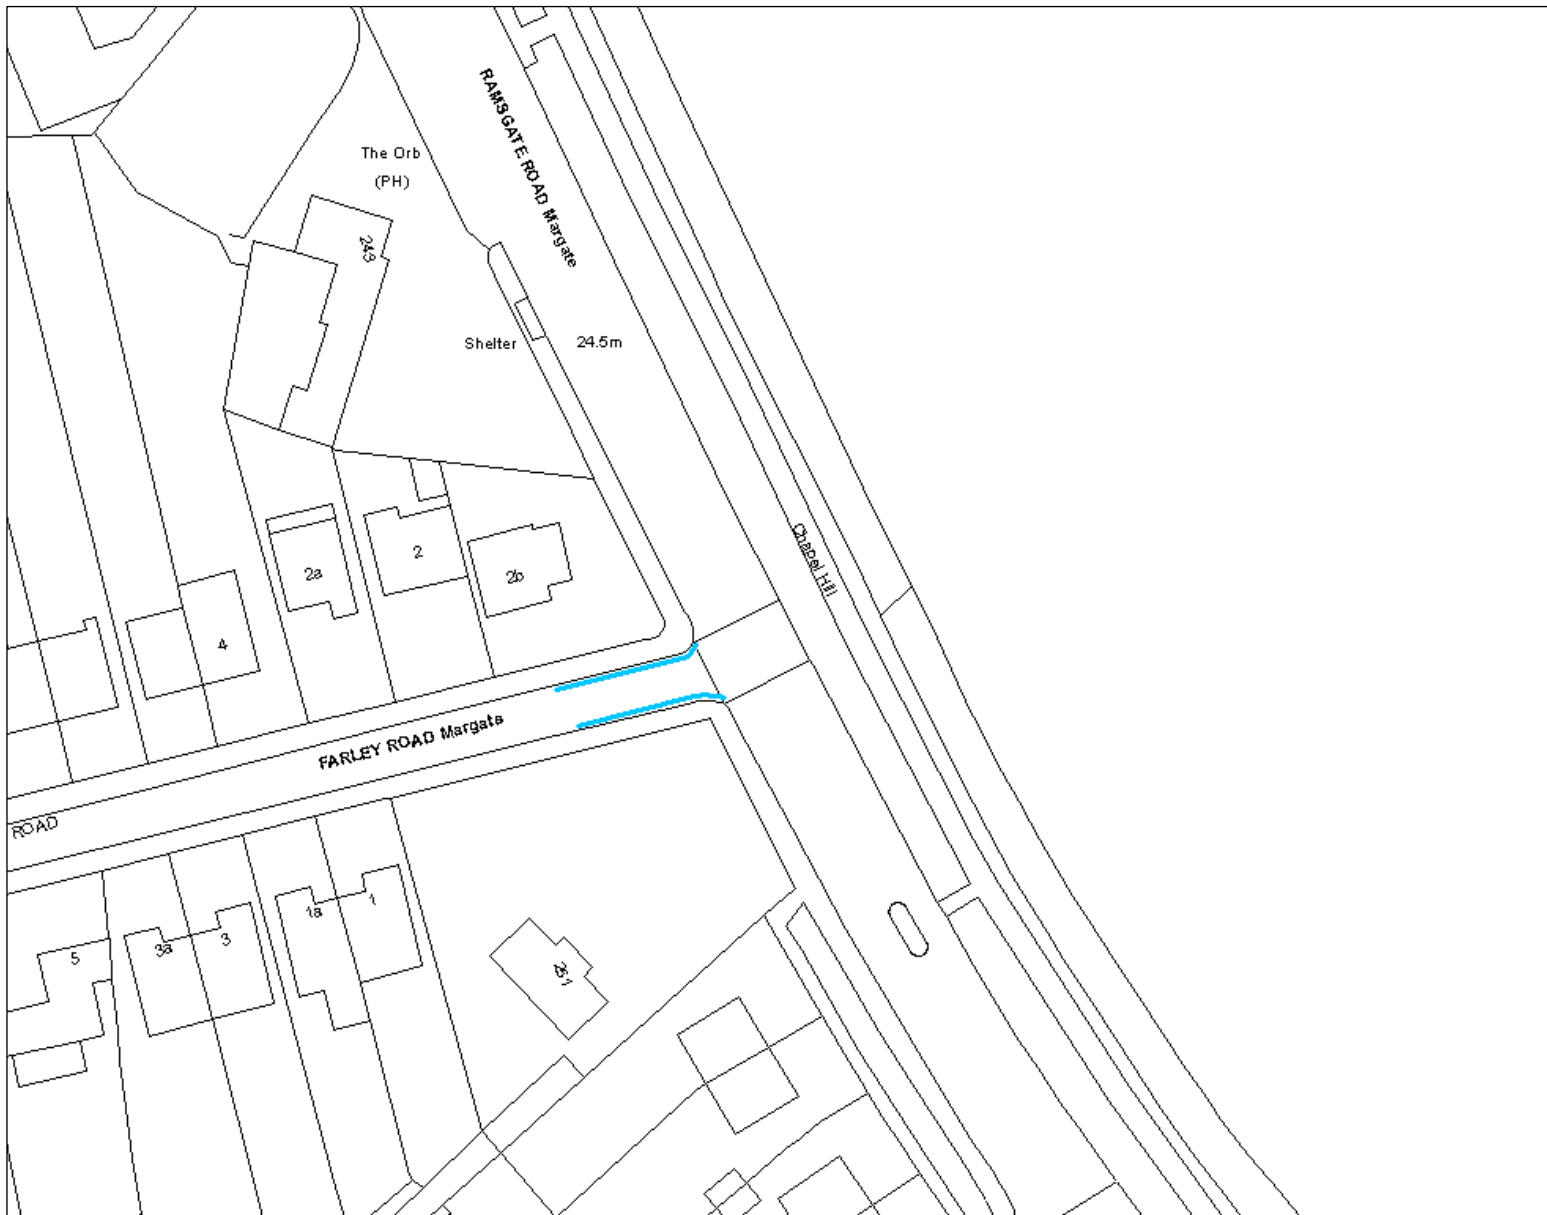 RAMSGATE ROAD Margate
The Orb
(PH)
243
Shelter
24.5m
Chapel Hill
2
2a
2b
4
FARLEY ROAD Margate
ROAD
1a
1
3a
3
5
251